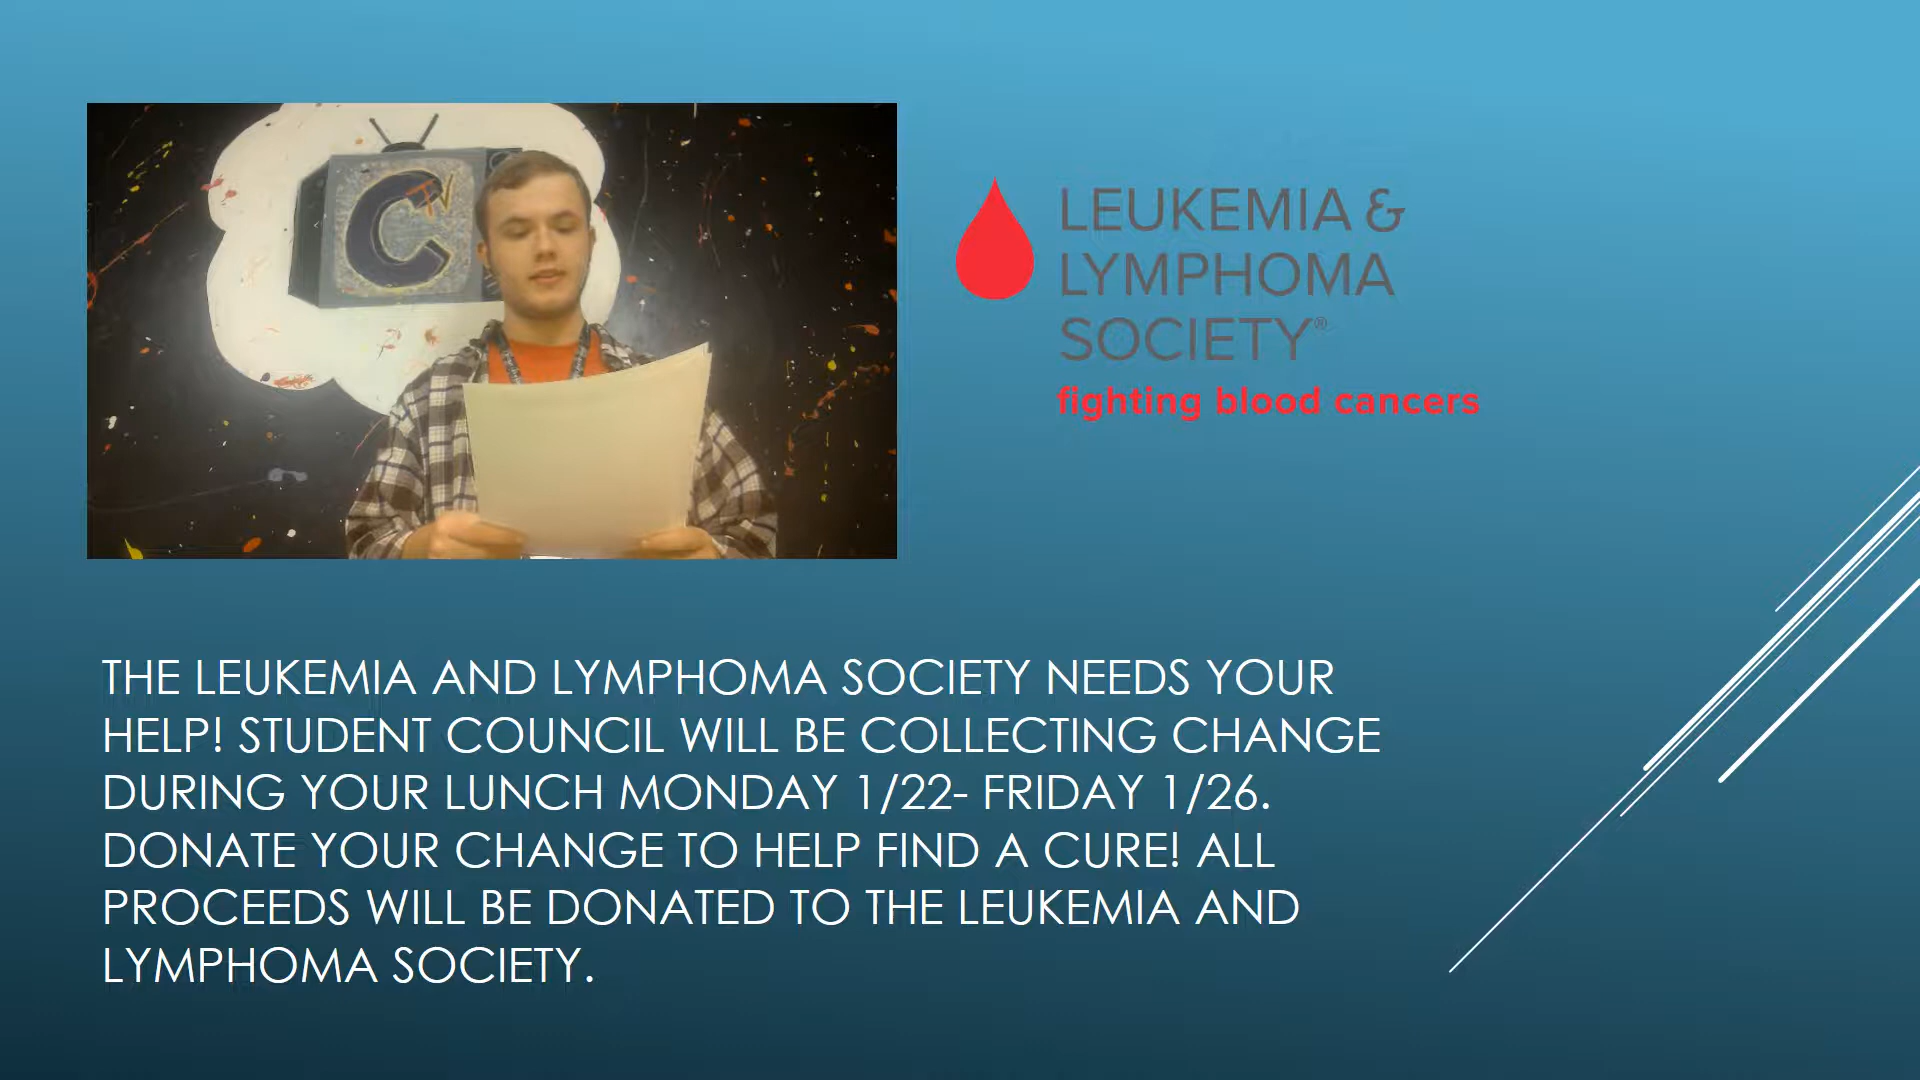 CTV
LEUKEMIA &
LYMPHOMA
SOCIETY®
fighting blood cancers
THE LEUKEMIA AND LYMPHOMA SOCIETY NEEDS YOUR
HELP! STUDENT COUNCIL WILL BE COLLECTING CHANGE
DURING YOUR LUNCH MONDAY 1/22- FRIDAY 1/26.
DONATE YOUR CHANGE TO HELP FIND A CURE! ALL
PROCEEDS WILL BE DONATED TO THE LEUKEMIA AND
LYMPHOMA SOCIETY.